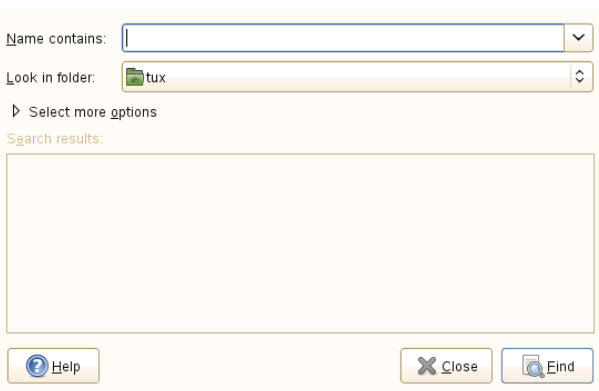 Name contains:
Look in folder: tux
Select more options
Search results:
Help Close Find